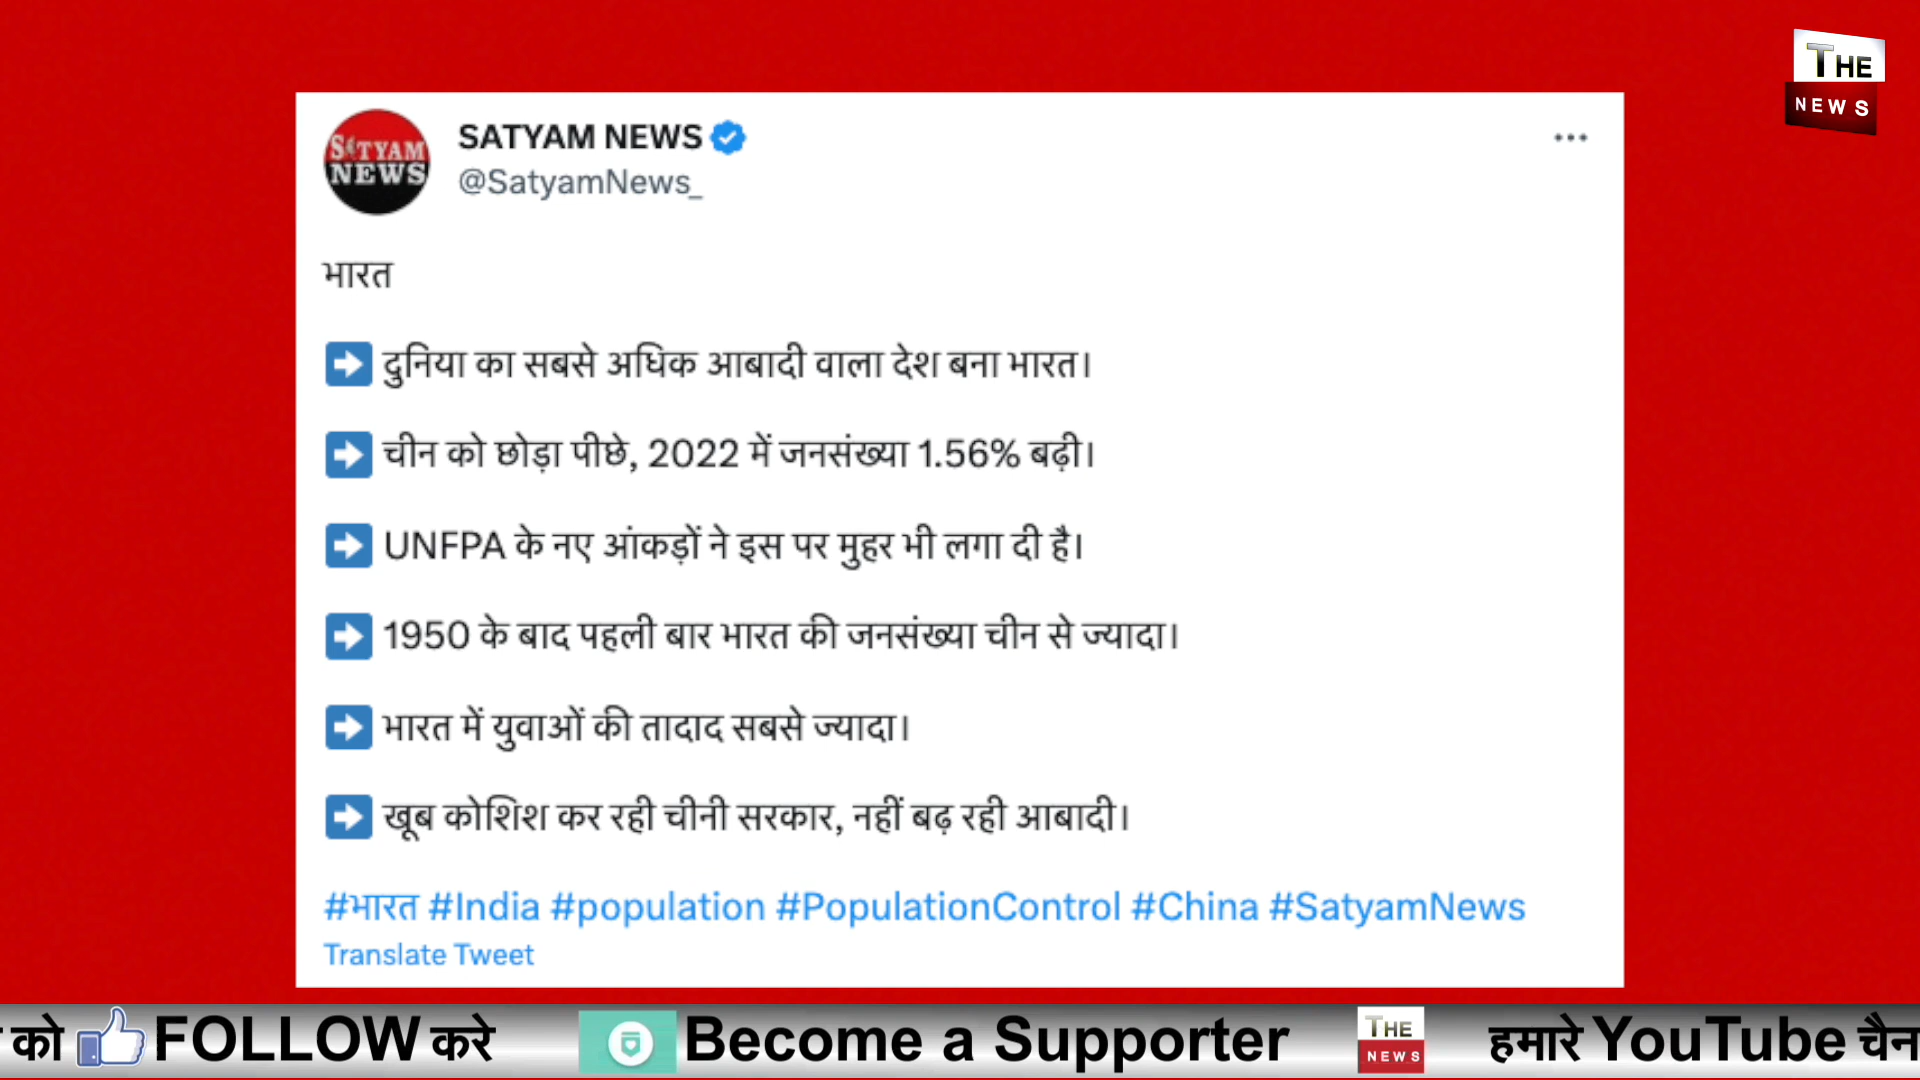 THE
NEWS
SATYAM
NEWS
SATYAM NEWS
@SatyamNews_
भारत
दुनिया का सबसे अधिक आबादी वाला देश बना भारत।
चीन को छोड़ा पीछे, 2022 में जनसंख्या 1.56% बढ़ी।
UNFPA के नए आंकड़ों ने इस पर मुहर भी लगा दी है।
1950 के बाद पहली बार भारत की जनसंख्या चीन से ज्यादा।
भारत में युवाओं की तादाद सबसे ज्यादा।
खूब कोशिश कर रही चीनी सरकार, नहीं बढ़ रही आबादी।
#भारत #India #population #PopulationControl #China #SatyamNews
Translate Tweet
को FOLLOW करे Become a Supporter THE NEWS हमारे YouTube